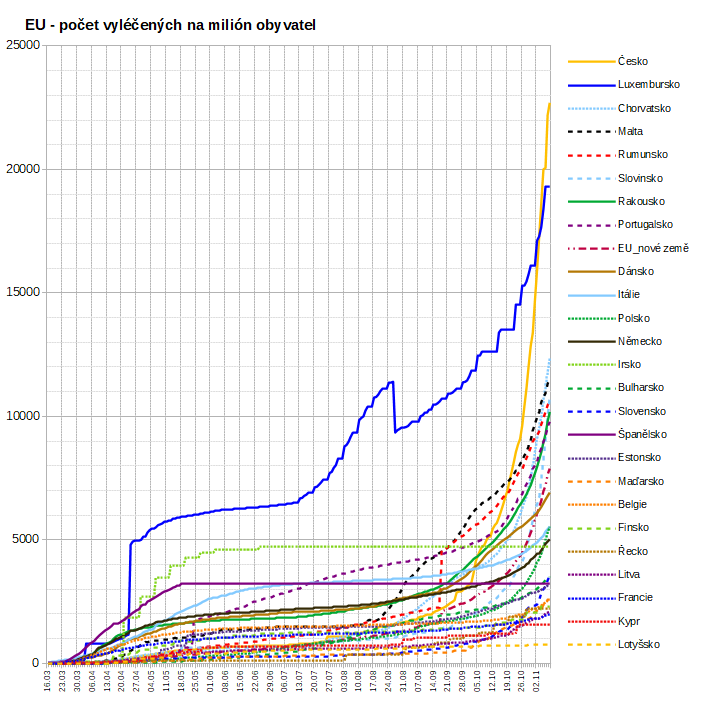 EU - počet vyléčených na milión obyvatel
25000
20000
15000
10000
5000
0
16.03
23.03
30.03
06.04
13.04
20.04
27.04
04.05
11.05
18.05
25.05
01.06
08.06
15.06
22.06
29.06
06.07
13.07
20.07
27.07
03.08
10.08
17.08
24.08
31.08
07.09
14.09
21.09
28.09
05.10
12.10
19.10
26.10
02.11
Česko
Luxembursko
Chorvatsko
Malta
Rumunsko
Slovinsko
Rakousko
Portugalsko
EU_nové země
Dánsko
Itálie
Polsko
Německo
Irsko
Bulharsko
Slovensko
Španělsko
Estonsko
Maďarsko
Belgie
Finsko
Řecko
Litva
Francie
Kypr
Lotyšsko